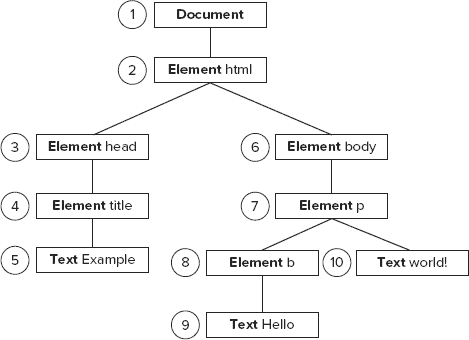 1 Document
2 Element html
3 Element head
6 Element body
4 Element title
7 Element p
5 Text Example
8 Element b
10 Text world!
9 Text Hello